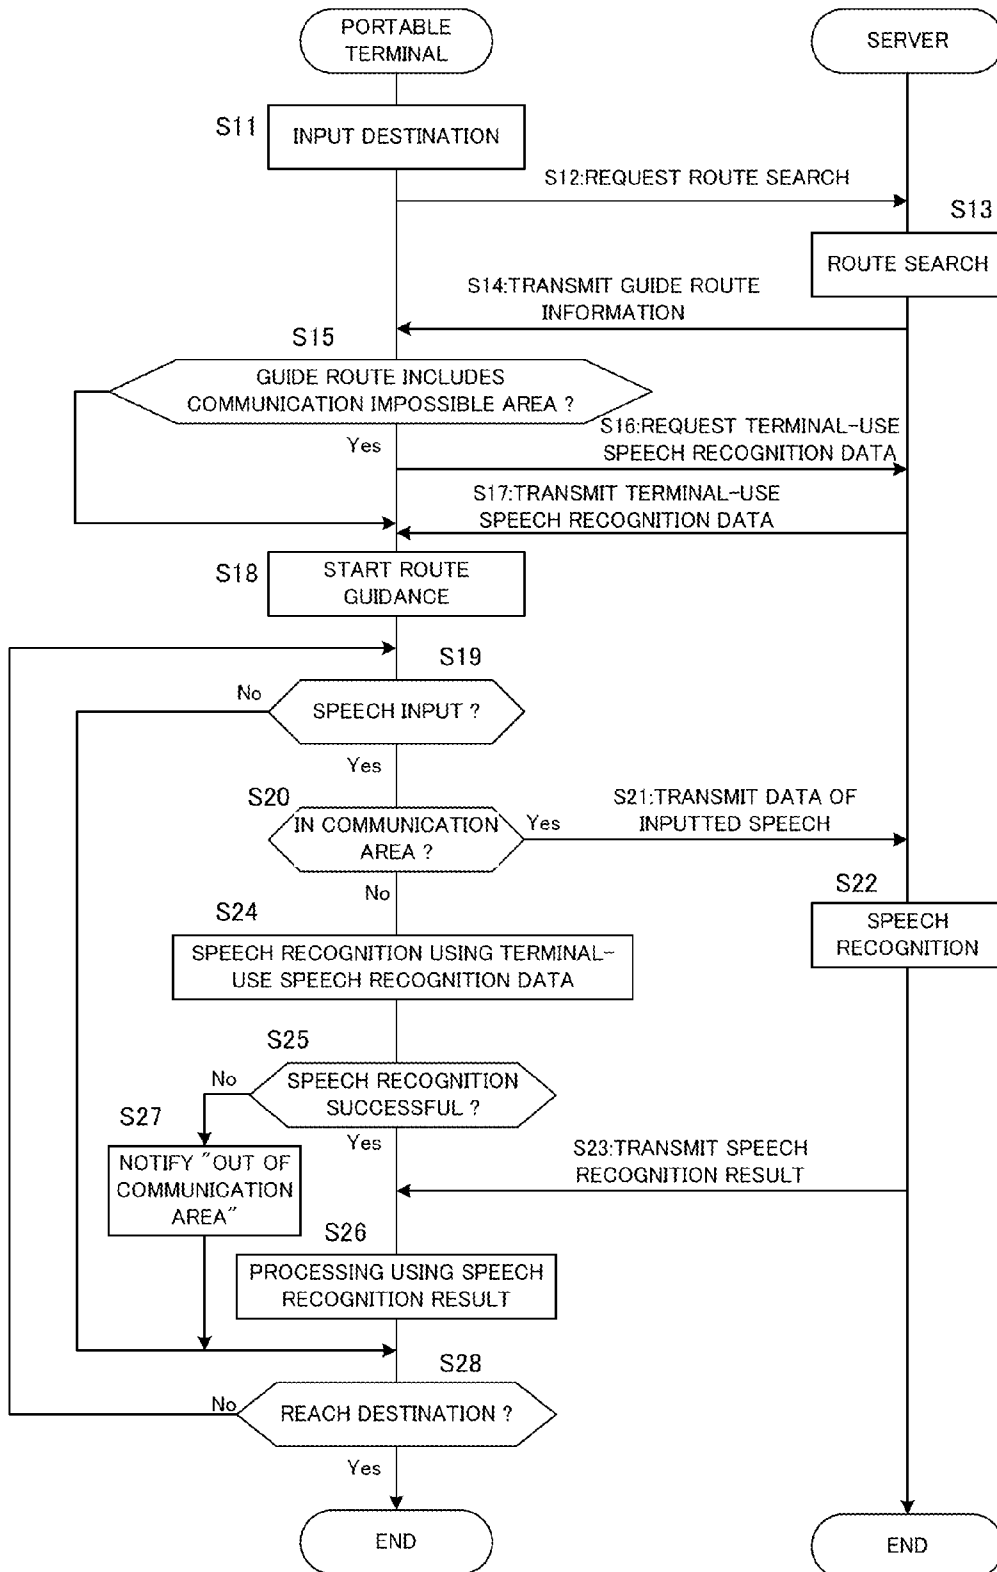 PORTABLE
TERMINAL
SERVER
S11
INPUT DESTINATION
S12:REQUEST ROUTE SEARCH
S13
ROUTE SEARCH
S14:TRANSMIT GUIDE ROUTE
INFORMATION
S15
GUIDE ROUTE INCLUDES
COMMUNICATION IMPOSSIBLE AREA ?
Yes
S16:REQUEST TERMINAL-USE
SPEECH RECOGNITION DATA
S17:TRANSMIT TERMINAL-USE
SPEECH RECOGNITION DATA
S18
START ROUTE
GUIDANCE
S19
No
SPEECH INPUT ?
Yes
S20
IN COMMUNICATION
AREA ?
Yes
S21:TRANSMIT DATA OF
INPUTTED SPEECH
No
S22
SPEECH
RECOGNITION
S24
SPEECH RECOGNITION USING TERMINAL-
USE SPEECH RECOGNITION DATA
S25
No
SPEECH RECOGNITION
SUCCESSFUL ?
Yes
S27
NOTIFY "OUT OF
COMMUNICATION
AREA"
S23:TRANSMIT SPEECH
RECOGNITION RESULT
S26
PROCESSING USING SPEECH
RECOGNITION RESULT
S28
No
REACH DESTINATION ?
Yes
END
END